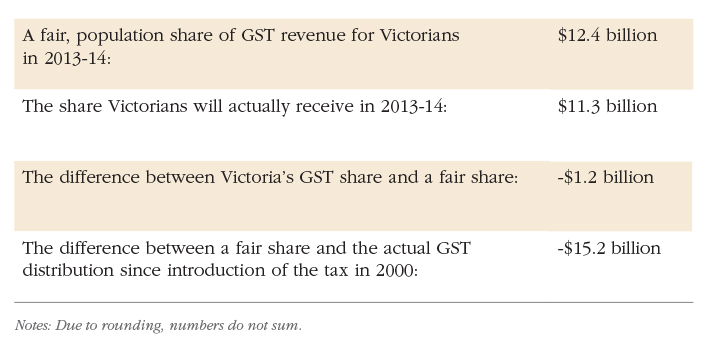 A fair, population share of GST revenue for Victorians $12.4 billion
in 2013-14:
The share Victorians will actually receive in 2013-14: $11.3 billion
The difference between Victoria's GST share and a fair share: -$1.2 billion
The difference between a fair share and the actual GST -$15.2 billion
distribution since introduction of the tax in 2000:
Notes: Due to rounding, numbers do not sum.